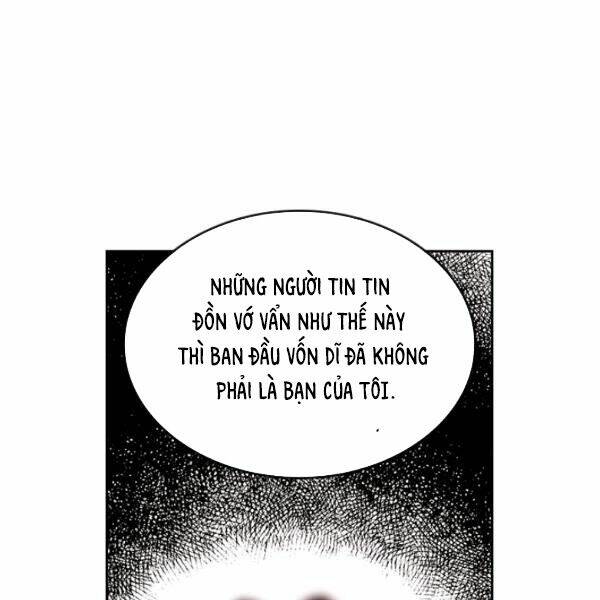 NHỮNG NGƯỜI TIN TIN
ĐỒN VỚ VẨN NHƯ THẾ NÀY
THÌ BAN ĐẦU VỐN DĨ ĐÃ KHÔNG
PHẢI LÀ BẠN CỦA TÔI.